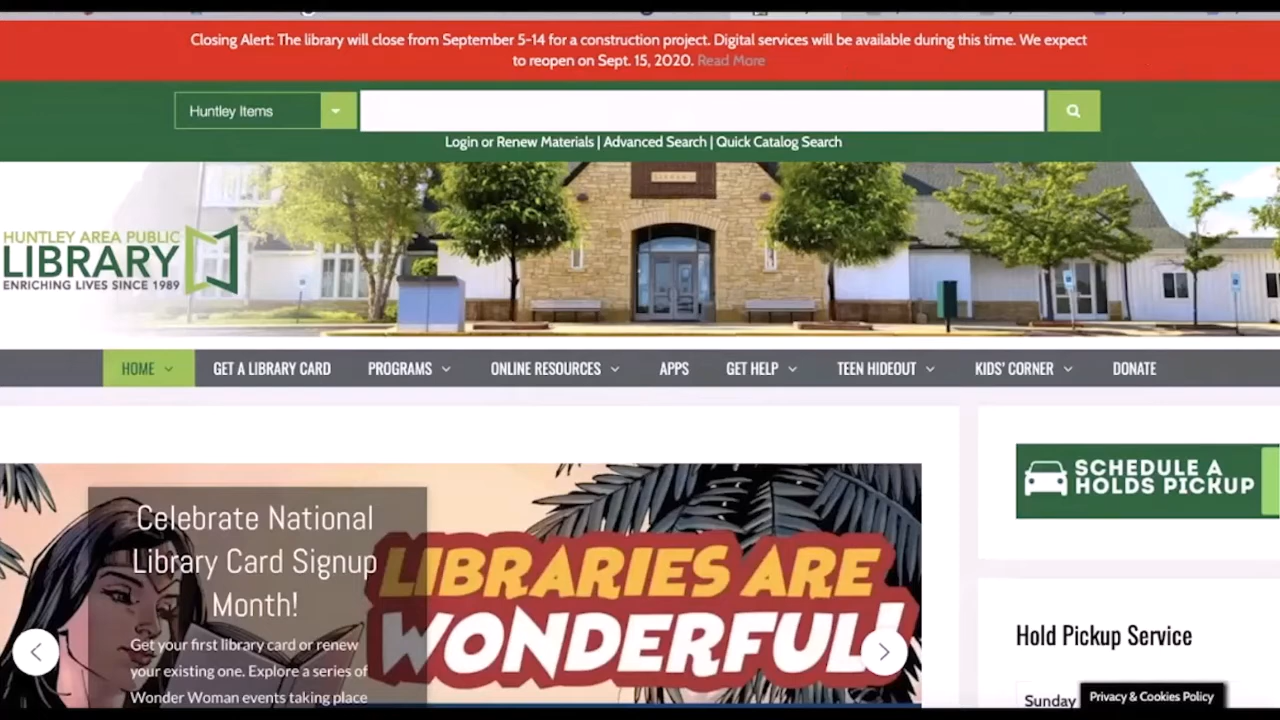 Closing Alert: The library will close from September 5-14 for a construction project. Digital services will be available during this time. We expect
to reopen on Sept. 15, 2020. Read More
Huntley Items
Login or Renew Materials | Advanced Search | Quick Catalog Search
LIBRARY
HUNTLEY AREA PUBLIC
LIBRARY
ENRICHING LIVES SINCE 1989
HOME
GET A LIBRARY CARD
PROGRAMS
ONLINE RESOURCES
APPS
GET HELP
TEEN HIDEOUT
KIDS' CORNER
DONATE
Celebrate National
Library Card Signup
Month!
Get your first library card or renew
your existing one. Explore a series of
Wonder Woman events taking place
LIBRARIES ARE
WONDERFUL!
SCHEDULE A
HOLDS PICKUP
Hold Pickup Service
Sunday
Privacy & Cookies Policy